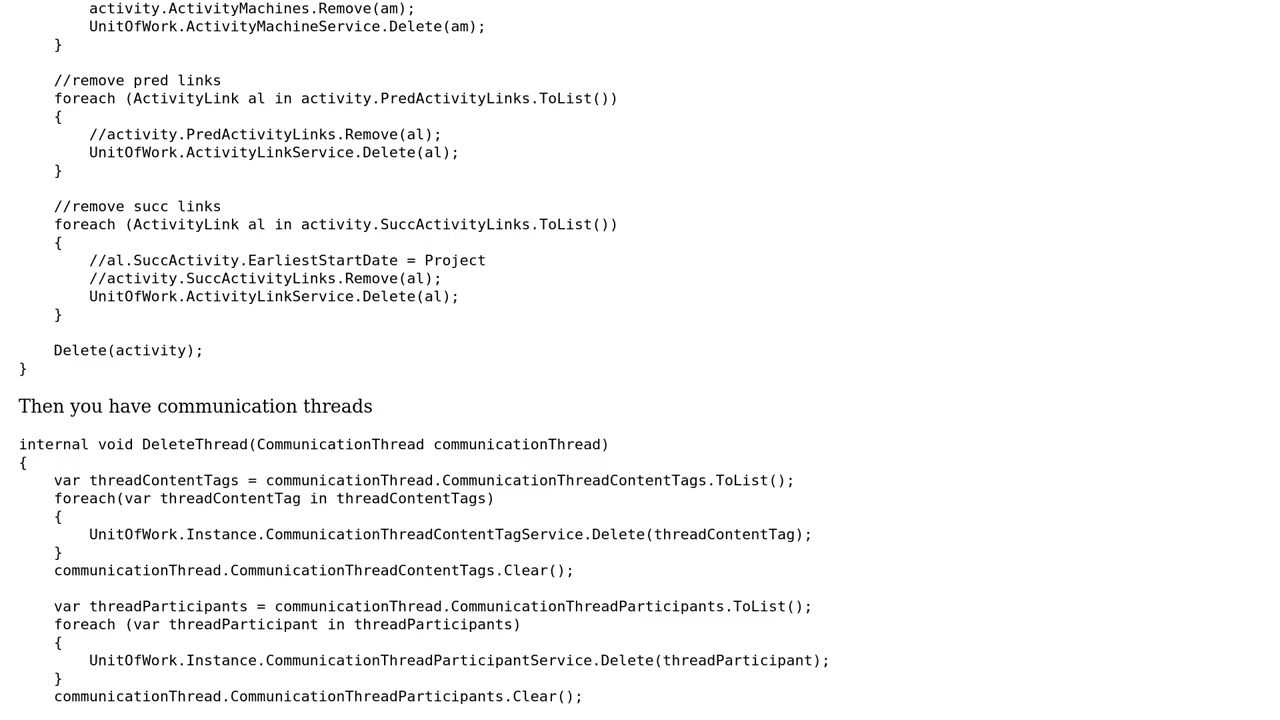 activity.ActivityMachines.Remove(am);
        UnitOfWork.ActivityMachineService.Delete(am);
    }

    //remove pred links
    foreach (ActivityLink al in activity.PredActivityLinks.ToList())
    {
        //activity.PredActivityLinks.Remove(al);
        UnitOfWork.ActivityLinkService.Delete(al);
    }

    //remove succ links
    foreach (ActivityLink al in activity.SuccActivityLinks.ToList())
    {
        //al.SuccActivity.EarliestStartDate = Project
        //activity.SuccActivityLinks.Remove(al);
        UnitOfWork.ActivityLinkService.Delete(al);
    }

    Delete(activity);
}
Then you have communication threads
internal void DeleteThread(CommunicationThread communicationThread)
{
    var threadContentTags = communicationThread.CommunicationThreadContentTags.ToList();
    foreach(var threadContentTag in threadContentTags)
    {
        UnitOfWork.Instance.CommunicationThreadContentTagService.Delete(threadContentTag);
    }
    communicationThread.CommunicationThreadContentTags.Clear();

    var threadParticipants = communicationThread.CommunicationThreadParticipants.ToList();
    foreach (var threadParticipant in threadParticipants)
    {
        UnitOfWork.Instance.CommunicationThreadParticipantService.Delete(threadParticipant);
    }
    communicationThread.CommunicationThreadParticipants.Clear();